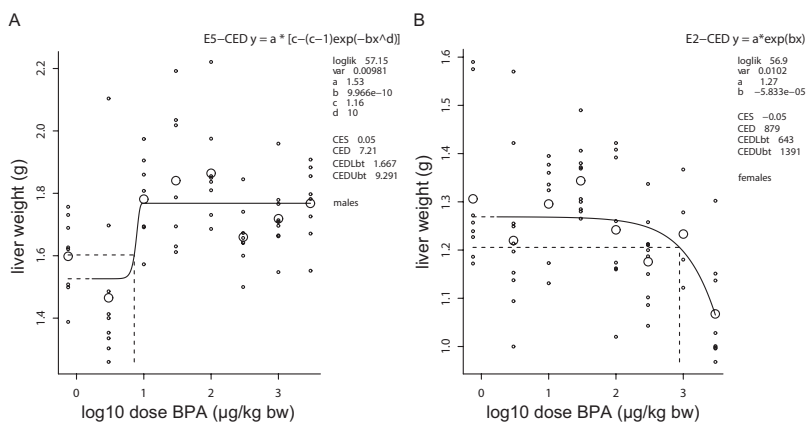 A
E5−CED y = a * [c−(c−1)exp(−bx^d)]
loglik 57.15
var 0.00981
a 1.53
b 9.966e−10
c 1.16
d 10
CES 0.05
CED 7.21
CEDLbt 1.667
CEDUbt 9.291
males
liver weight (g)
2.2
2.0
1.8
1.6
1.4
0 1 2 3
log10 dose BPA (μg/kg bw)
B
E2−CED y = a*exp(bx)
loglik 56.9
var 0.0102
a 1.27
b −5.833e−05
CES −0.05
CED 879
CEDLbt 643
CEDUbt 1391
females
liver weight (g)
1.6
1.5
1.4
1.3
1.2
1.1
1.0
0 1 2 3
log10 dose BPA (μg/kg bw)